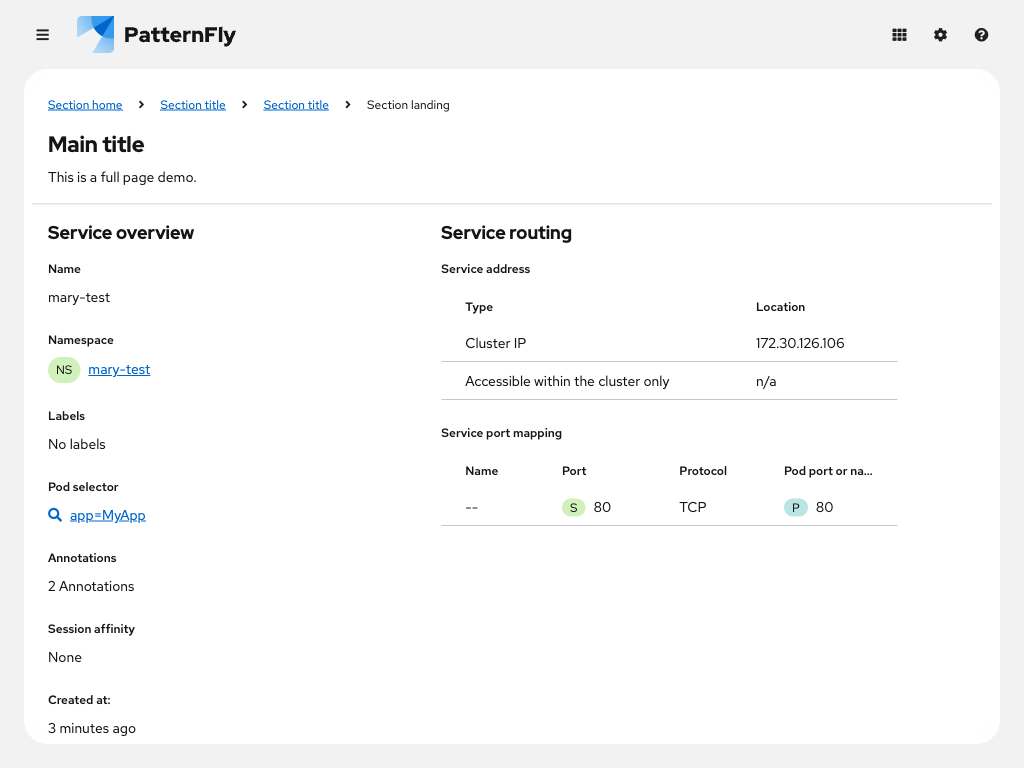 PatternFly
Section home > Section title > Section title > Section landing
Main title
This is a full page demo.
Service overview
Name
mary-test
Namespace
NS mary-test
Labels
No labels
Pod selector
app=MyApp
Annotations
2 Annotations
Session affinity
None
Created at:
3 minutes ago
Service routing
Service address
Type Location
Cluster IP 172.30.126.106
Accessible within the cluster only n/a
Service port mapping
Name Port Protocol Pod port or na...
-- S 80 TCP P 80